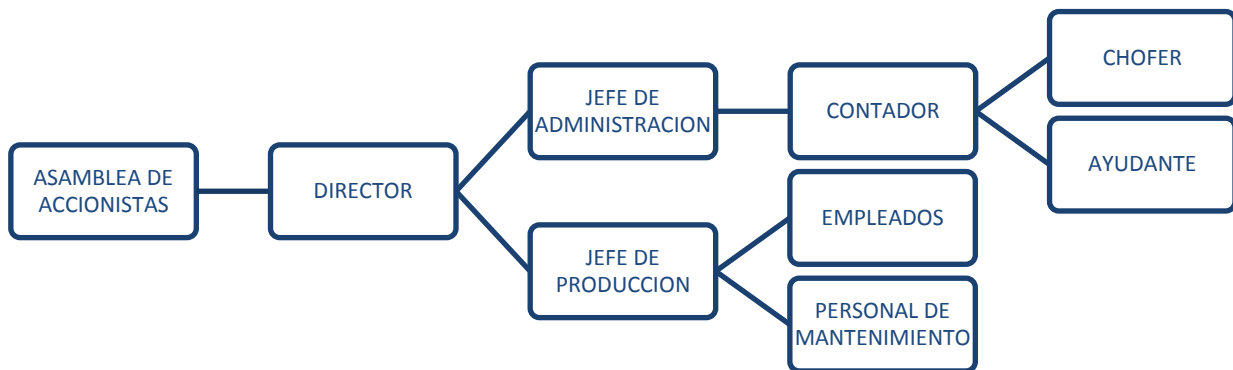 ASAMBLEA DE
ACCIONISTAS
DIRECTOR
JEFE DE
ADMINISTRACION
CONTADOR
CHOFER
AYUDANTE
JEFE DE
PRODUCCION
EMPLEADOS
PERSONAL DE
MANTENIMIENTO